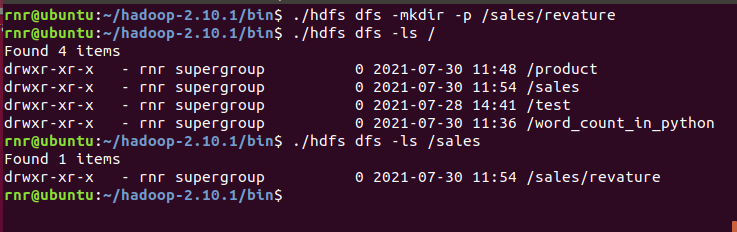 rnr@ubuntu:~/hadoop-2.10.1/bin$ ./hdfs dfs -mkdir -p /sales/revature
rnr@ubuntu:~/hadoop-2.10.1/bin$ ./hdfs dfs -ls /
Found 4 items
drwxr-xr-x   - rnr supergroup          0 2021-07-30 11:48 /product
drwxr-xr-x   - rnr supergroup          0 2021-07-30 11:54 /sales
drwxr-xr-x   - rnr supergroup          0 2021-07-28 14:41 /test
drwxr-xr-x   - rnr supergroup          0 2021-07-30 11:36 /word_count_in_python
rnr@ubuntu:~/hadoop-2.10.1/bin$ ./hdfs dfs -ls /sales
Found 1 items
drwxr-xr-x   - rnr supergroup          0 2021-07-30 11:54 /sales/revature
rnr@ubuntu:~/hadoop-2.10.1/bin$